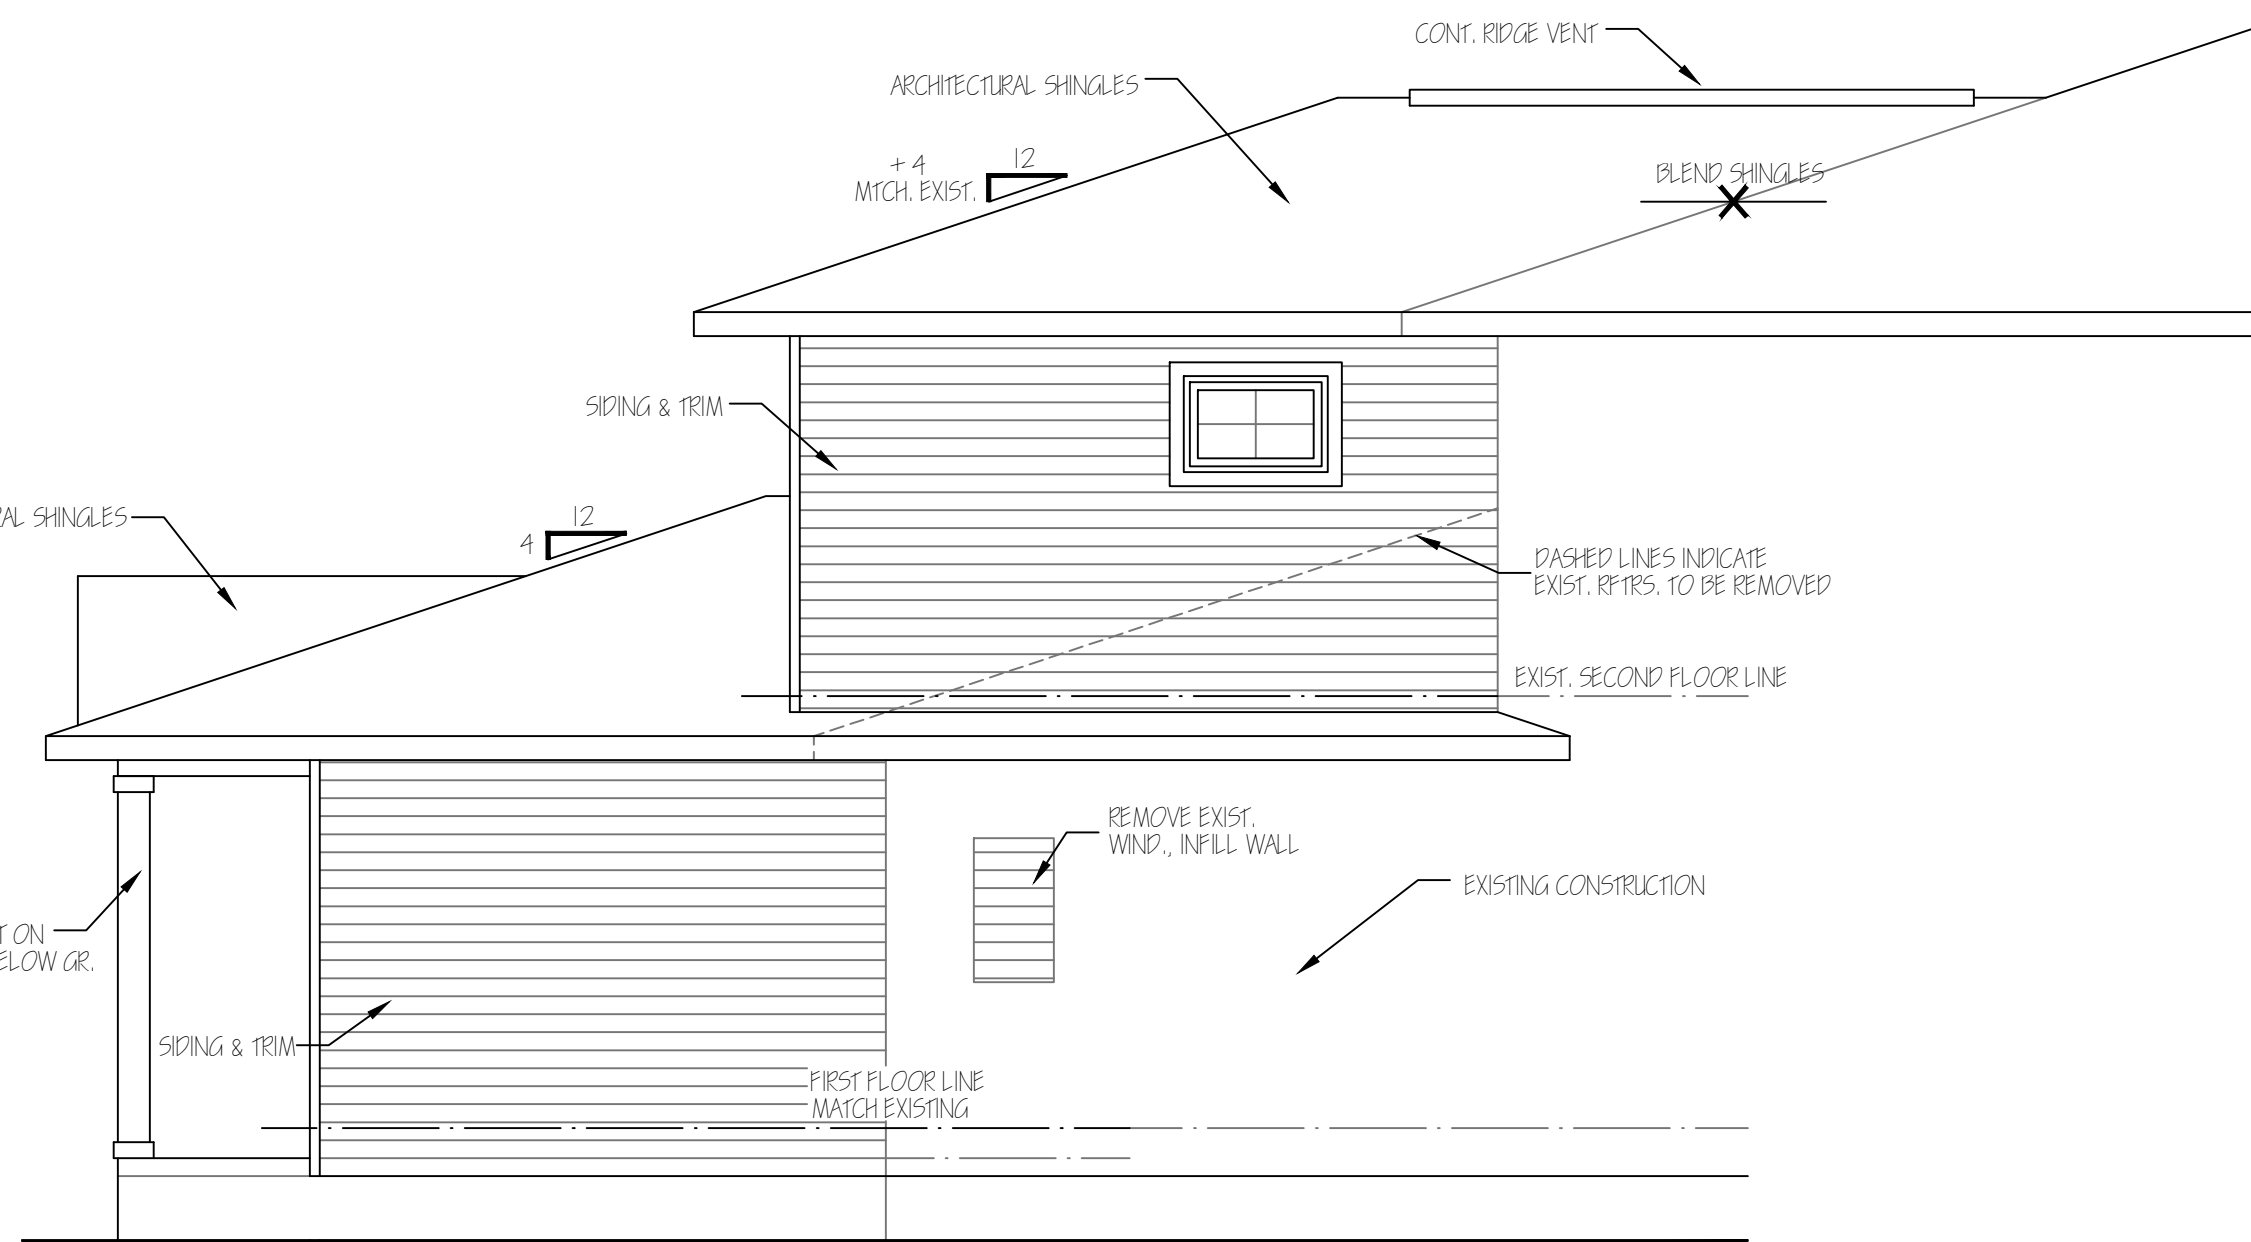 CONT. RIDGE VENT
ARCHITECTURAL SHINGLES
+ 4
12
MTCH. EXIST.
BLEND SHINGLES
SIDING & TRIM
SHINGLES
12
4
DASHED LINES INDICATE
EXIST. RFTRS. TO BE REMOVED
EXIST. SECOND FLOOR LINE
REMOVE EXIST.
WIND., INFILL WALL
EXISTING CONSTRUCTION
ON
GR.
SIDING & TRIM
FIRST FLOOR LINE
MATCH EXISTING